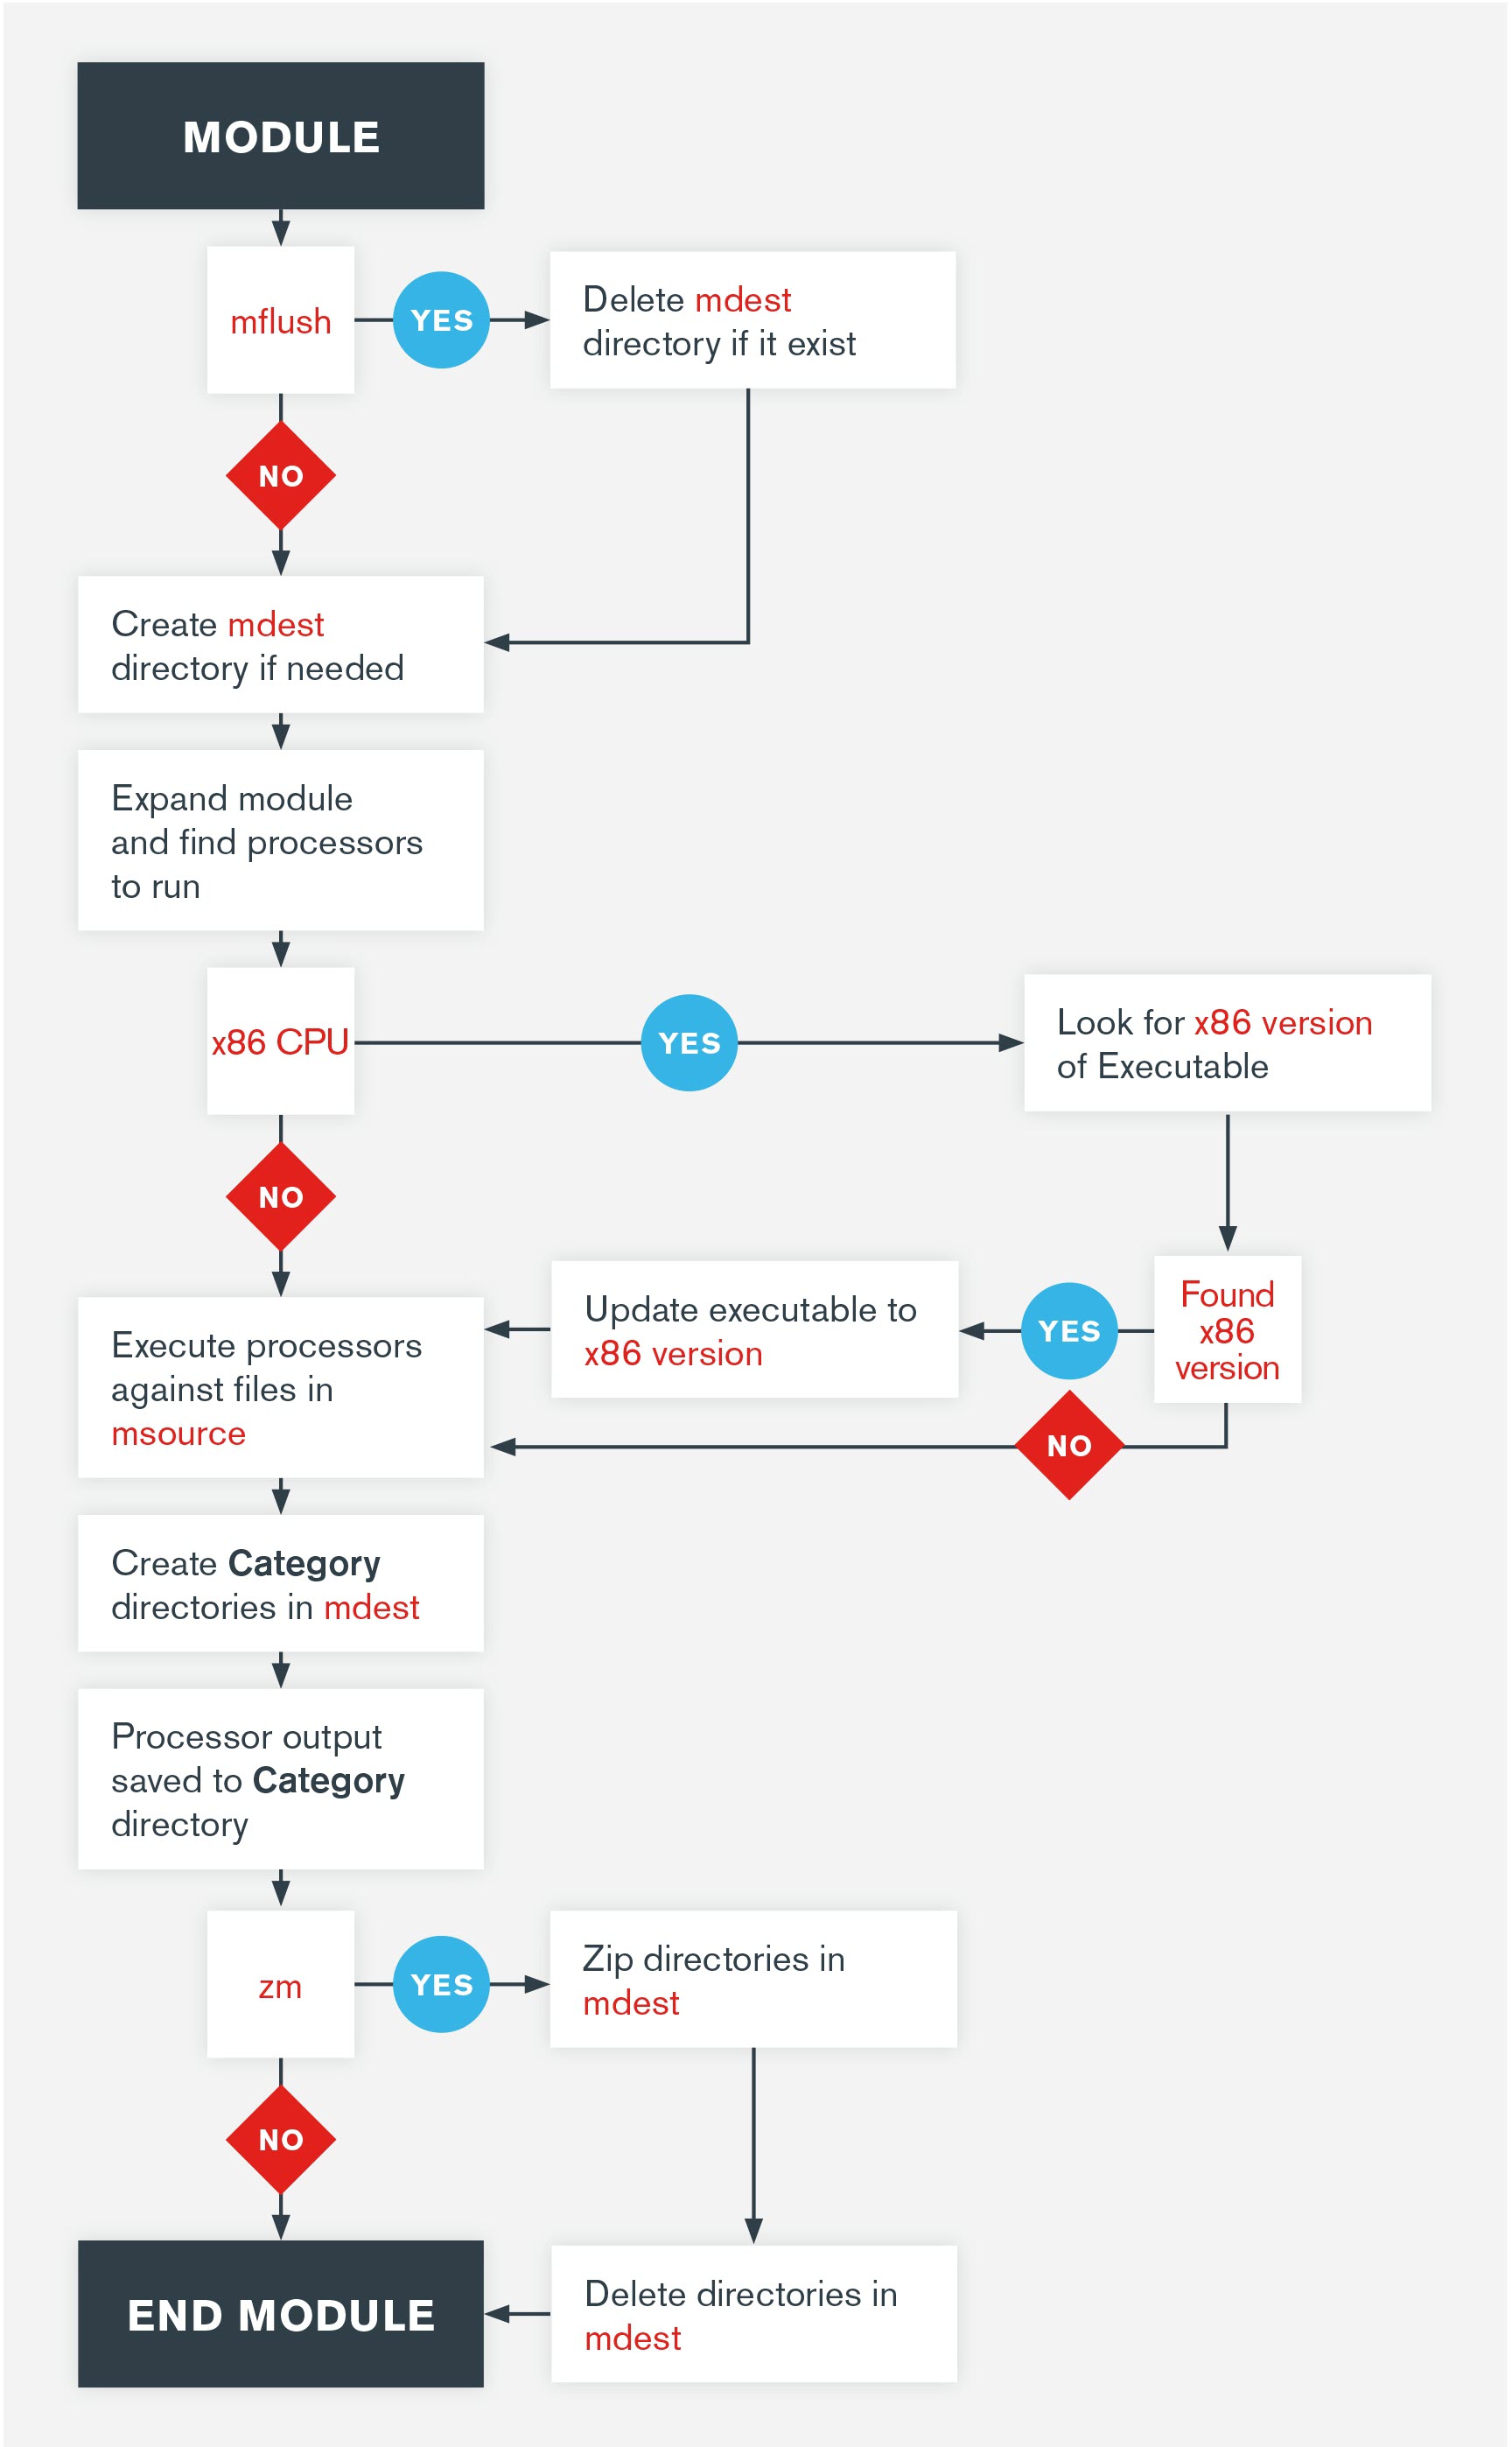 MODULE
mflush
YES
Delete mdest
directory if it exist
NO
Create mdest
directory if needed
Expand module
and find processors
to run
x86 CPU
YES
Look for x86 version
of Executable
NO
Found
x86
version
YES
Update executable to
x86 version
NO
Execute processors
against files in
msource
Create Category
directories in mdest
Processor output
saved to Category
directory
zm
YES
Zip directories in
mdest
NO
Delete directories in
mdest
END MODULE